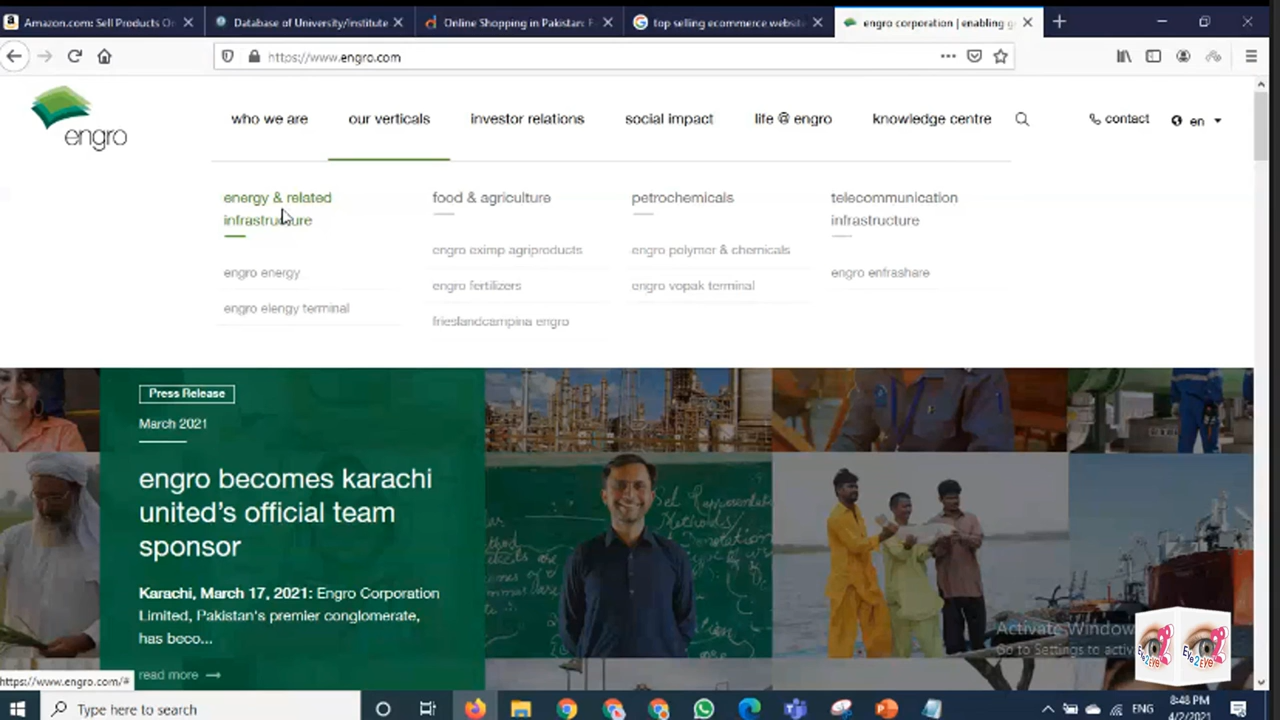 Amazon.com: Sell Products On
Database of University/Institute
Online Shopping in Pakistan: F
top selling ecommerce website
engro corporation | enabling g
https://www.engro.com
engro
who we are
our verticals
investor relations
social impact
life @ engro
knowledge centre
contact
en
energy & related
infrastructure
engro energy
engro elengy terminal
food & agriculture
engro eximp agriproducts
engro fertilizers
frieslandcampina engro
petrochemicals
engro polymer & chemicals
engro vopak terminal
telecommunication
infrastructure
engro enfrashare
Press Release
March 2021
engro becomes karachi
united's official team
sponsor
Karachi, March 17, 2021: Engro Corporation
Limited, Pakistan's premier conglomerate,
has beco...
read more
Activate Window
Go to Settings to activ
Eye2Eye
Eye2Eye
https://www.engro.com/#
Type here to search
ENG
8:48 PM
4/2/2021